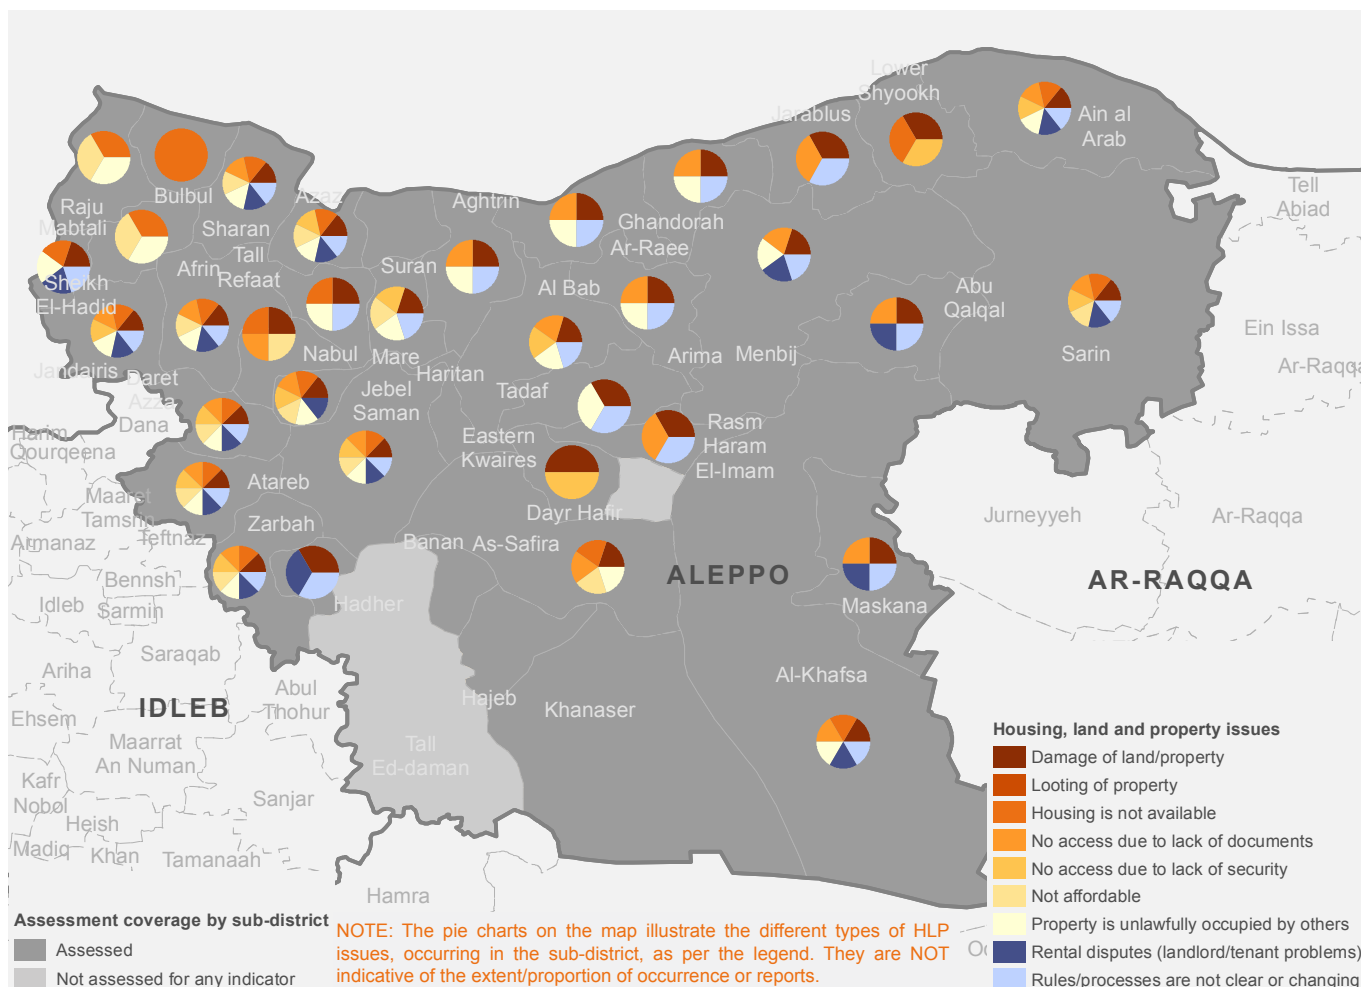 Lower
Shyookh
Jarablus
Ain al
Arab
Tell
Abiad
Raju
Bulbul
Azaz
Aghtrin
Mabtali
Sharan
Ghandorah
Ar-Raee
Afrin
Tall
Refaat
Suran
Al Bab
Sheikh
El-Hadid
Abu
Qalqal
Ein Issa
Ar-Raqqa
Nabul
Mare
Arima
Menbij
Sarin
Jandairis
Daret
Azza
Haritan
Jebel
Saman
Tadaf
Dana
Harim
Qourqeena
Eastern
Kwaires
Rasm
Haram
El-Imam
Atareb
Maaret
Tamsrin
Dayr Hafir
Jurneyyeh
Ar-Raqqa
Zarbah
Teftnaz
Armanaz
Banan
As-Safira
ALEPPO
AR-RAQQA
Bennsh
Idleb
Sarmin
Hadher
Maskana
Saraqab
Ariha
Al-Khafsa
Abul
Thohur
IDLEB
Hajeb
Khanaser
Ehsem
Maarrat
An Numan
Tall
Ed-daman
Kafr
Nobol
Sanjar
Heish
Madiq
Khan
Tamanaah
Hamra
Housing, land and property issues
Damage of land/property
Looting of property
Housing is not available
No access due to lack of documents
No access due to lack of security
Not affordable
Property is unlawfully occupied by others
Rental disputes (landlord/tenant problems)
Rules/processes are not clear or changing
Assessment coverage by sub-district
Assessed
Not assessed for any indicator
NOTE: The pie charts on the map illustrate the different types of HLP
issues, occurring in the sub-district, as per the legend. They are NOT
indicative of the extent/proportion of occurrence or reports.